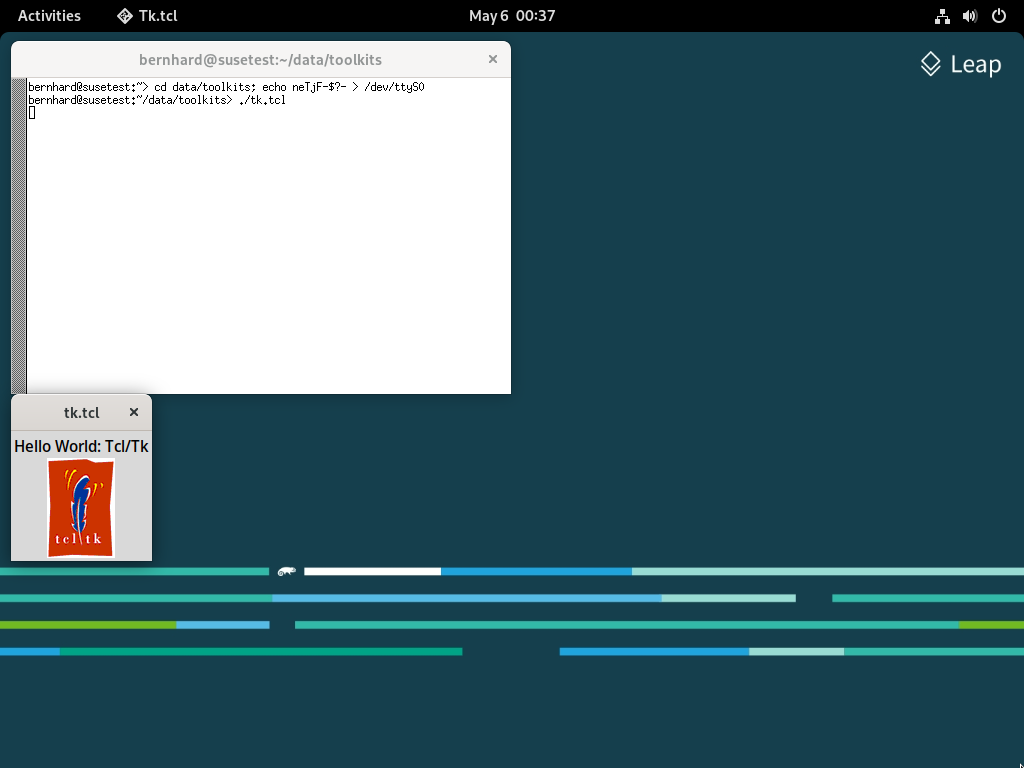 Activities
Tk.tcl
May 6 00:37
bernhard@susetest:~/data/toolkits
Leap
bernhard@susetest:~> cd data/toolkits; echo neTjF-$?- > /dev/ttyS0
bernhard@susetest:~/data/toolkits> ./tk.tcl
tk.tcl
Hello World: Tcl/Tk
tcl tk